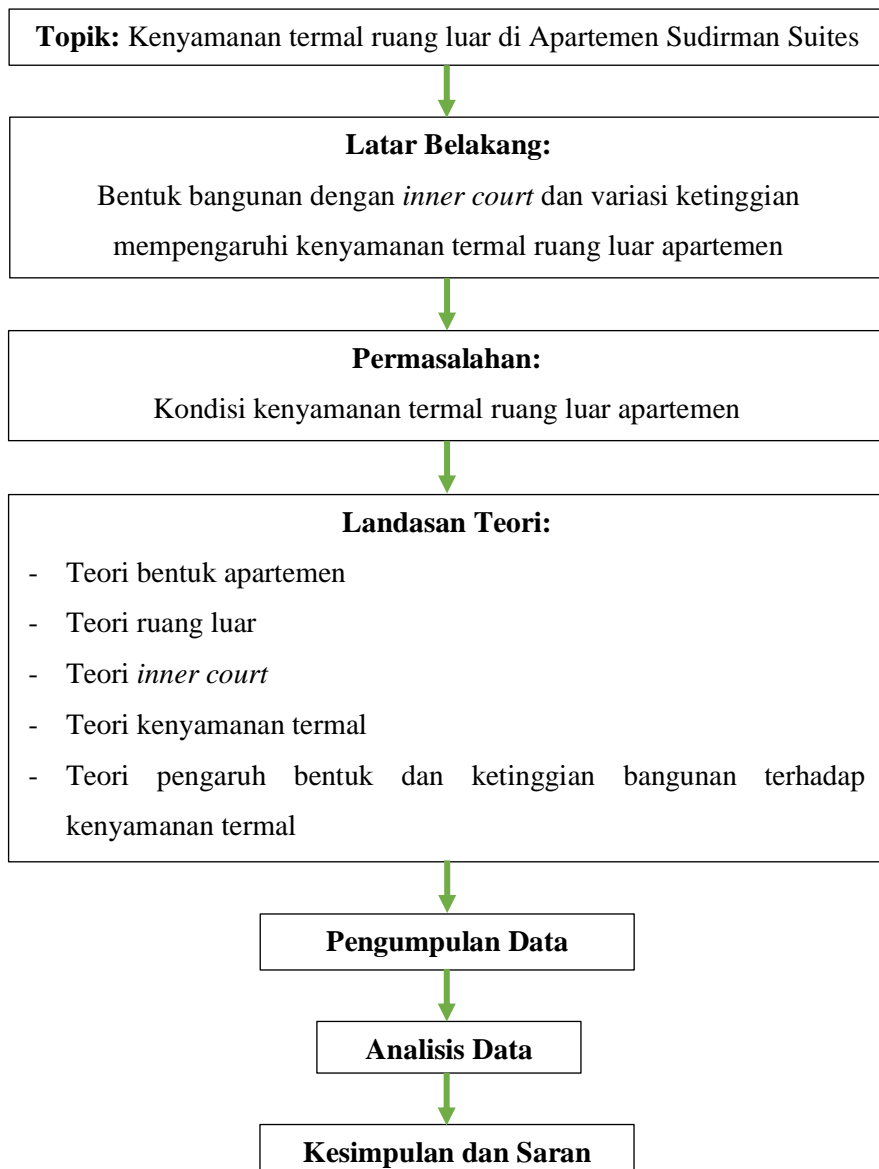 Topik: Kenyamanan termal ruang luar di Apartemen Sudirman Suites
Latar Belakang:
Bentuk bangunan dengan inner court dan variasi ketinggian
mempengaruhi kenyamanan termal ruang luar apartemen
Permasalahan:
Kondisi kenyamanan termal ruang luar apartemen
Landasan Teori:
- Teori bentuk apartemen
- Teori ruang luar
- Teori inner court
- Teori kenyamanan termal
- Teori pengaruh bentuk dan ketinggian bangunan terhadap
kenyamanan termal
Pengumpulan Data
Analisis Data
Kesimpulan dan Saran